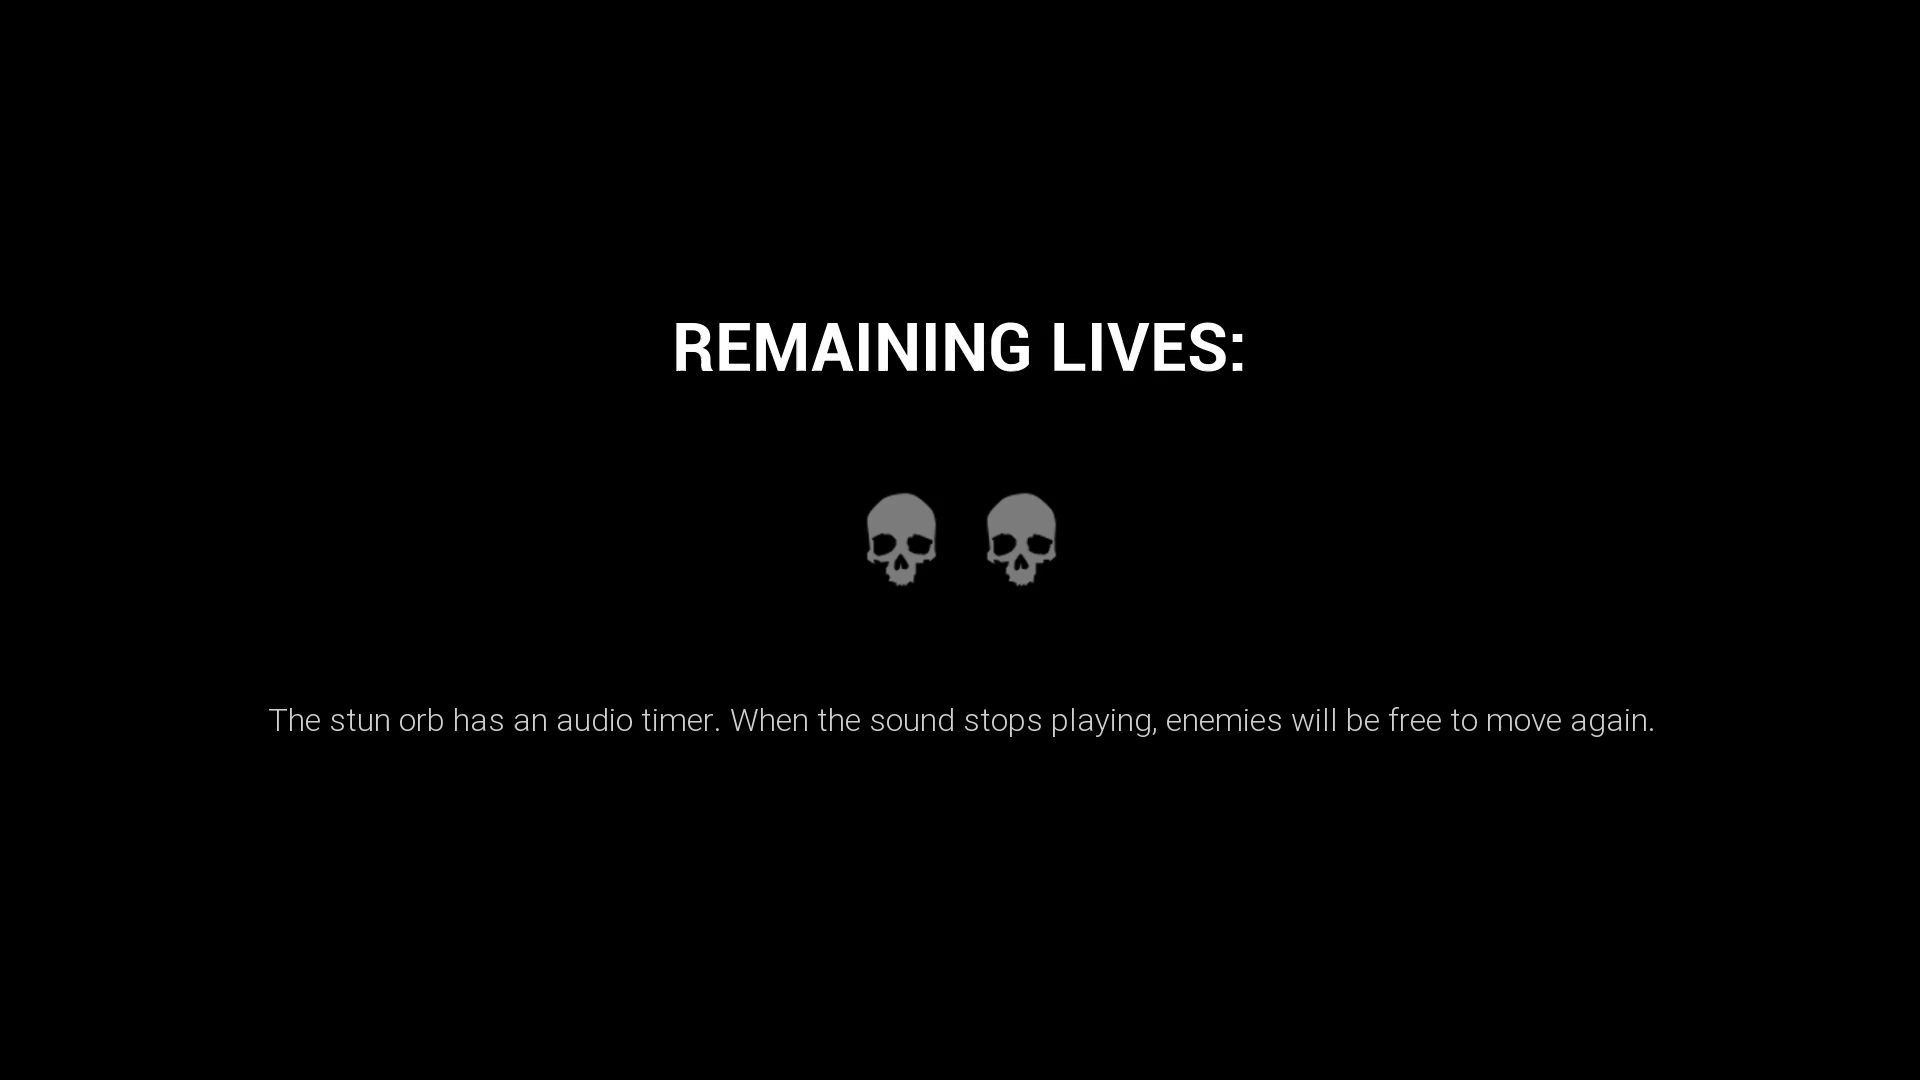 REMAINING LIVES:
The stun orb has an audio timer. When the sound stops playing, enemies will be free to move again.